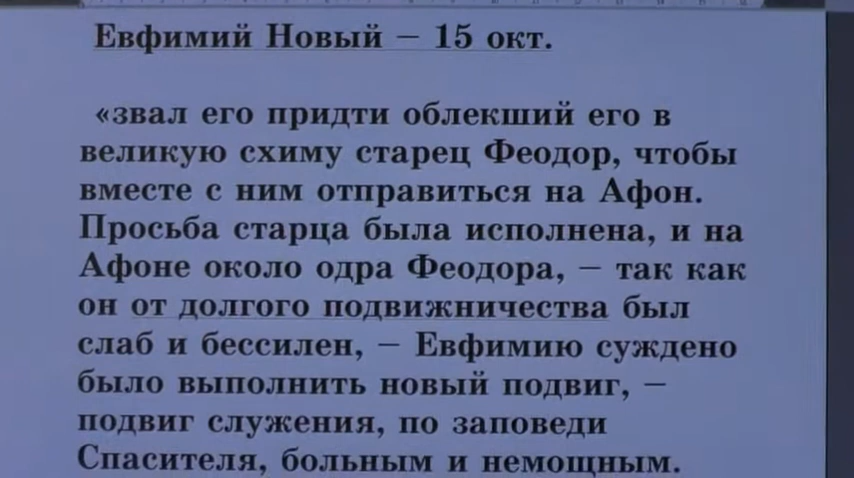 Евфимий Новый – 15 окт.
«звал его придти облекший его в
великую схиму старец Феодор, чтобы
вместе с ним отправиться на Афон.
Просьба старца была исполнена, и на
Афоне около одра Феодора, – так как
он от долгого подвижничества был
слаб и бессилен, – Евфимию суждено
было выполнить новый подвиг, –
подвиг служения, по заповеди
Спасителя, больным и немощным.